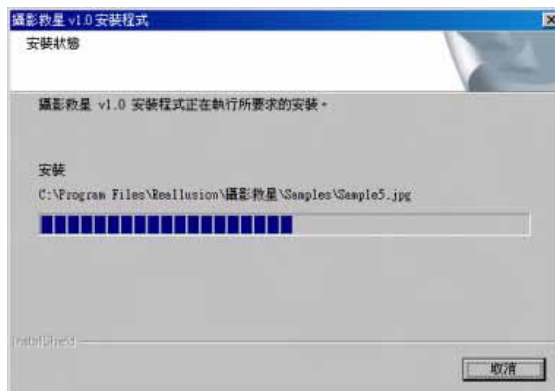 攝影救星 v1.0 安裝程式
安裝狀態
攝影救星 v1.0 安裝程式正在執行所要求的安裝。
安裝
C:\Program Files\Reallusion\攝影救星\Samples\Sample5.jpg
InstallShield
取消